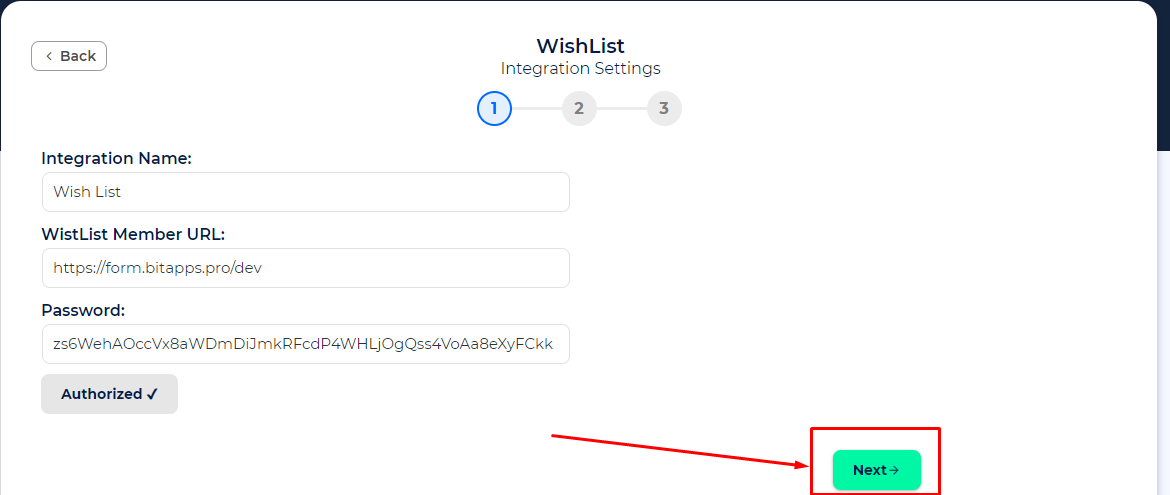 Back
WishList
Integration Settings
1
2
3
Integration Name:
Wish List
WistList Member URL:
https://form.bitapps.pro/dev
Password:
zs6WehAOccVx8aWDmDiJmkRFcdP4WHLjOgQss4VoAa8eXyFCkk
Authorized ✓
Next→